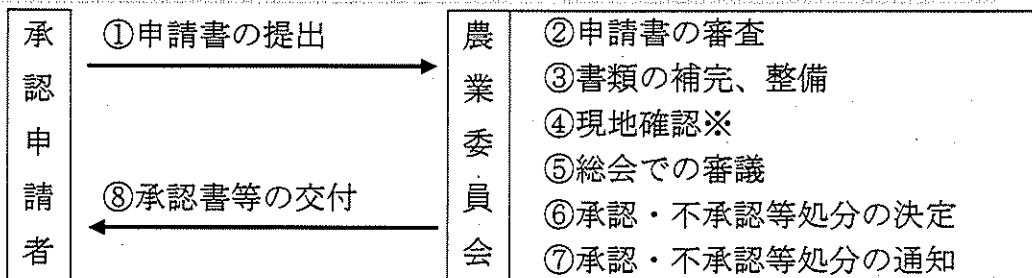 承認申請者
①申請書の提出
⑧承認書等の交付
農業委員会
②申請書の審査
③書類の補完、整備
④現地確認※
⑤総会での審議
⑥承認・不承認等処分の決定
⑦承認・不承認等処分の通知